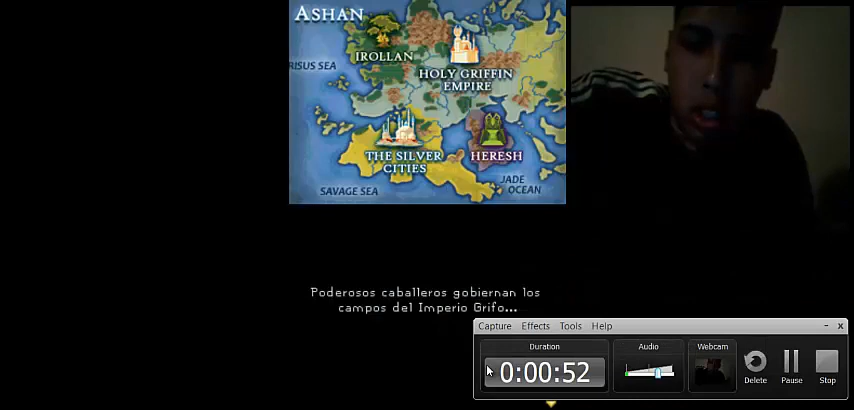 ASHAN
IROLLAN
RISUS SEA
HOLY GRIFFIN
EMPIRE
THE SILVER
CITIES
HERESH
JADE
OCEAN
SAVAGE SEA
Poderosos caballeros gobiernan los
campos del Imperio Grifo...
Capture Effects Tools Help
Duration Audio Webcam
0:00:52
Delete Pause Stop